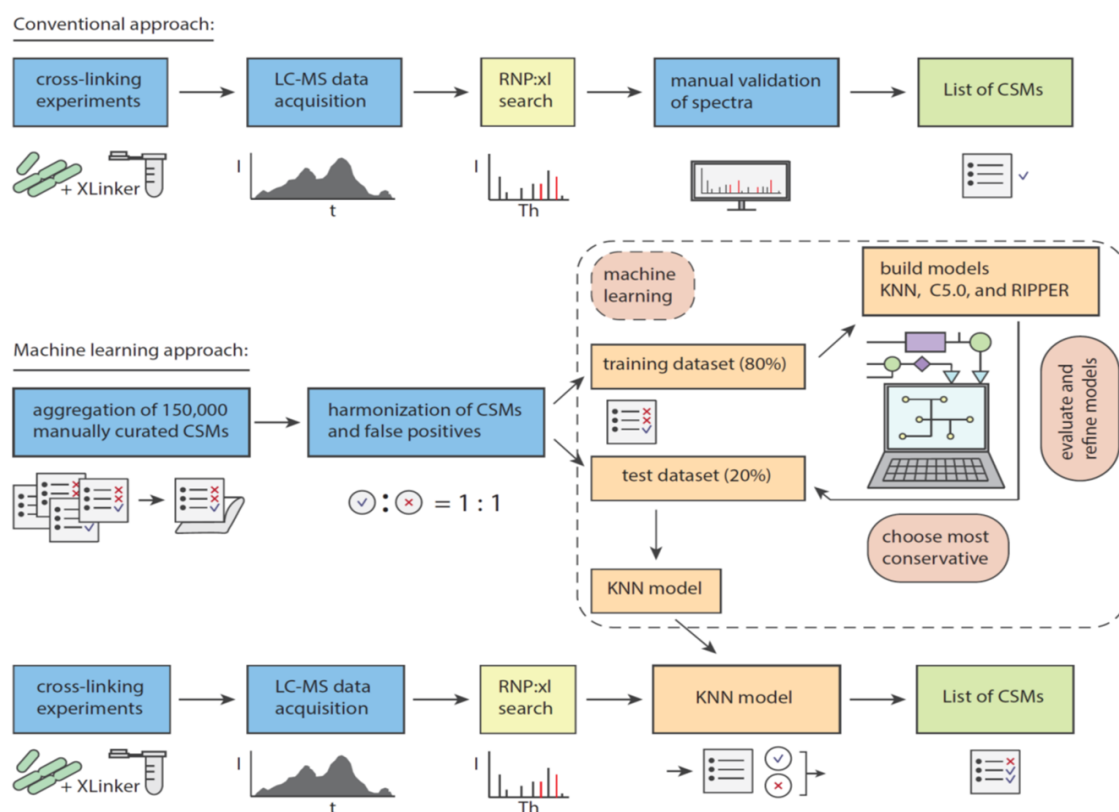 Conventional approach:
cross-linking
experiments
LC-MS data
acquisition
RNP:xl
search
manual validation
of spectra
List of CSMs
+ XLinker
I
t
I
Th
machine
learning
build models
KNN, C5.0, and RIPPER
Machine learning approach:
training dataset (80%)
evaluate and
refine models
aggregation of 150,000
manually curated CSMs
harmonization of CSMs
and false positives
test dataset (20%)
: = 1 : 1
choose most
conservative
KNN model
cross-linking
experiments
LC-MS data
acquisition
RNP:xl
search
KNN model
List of CSMs
+ XLinker
I
t
I
Th